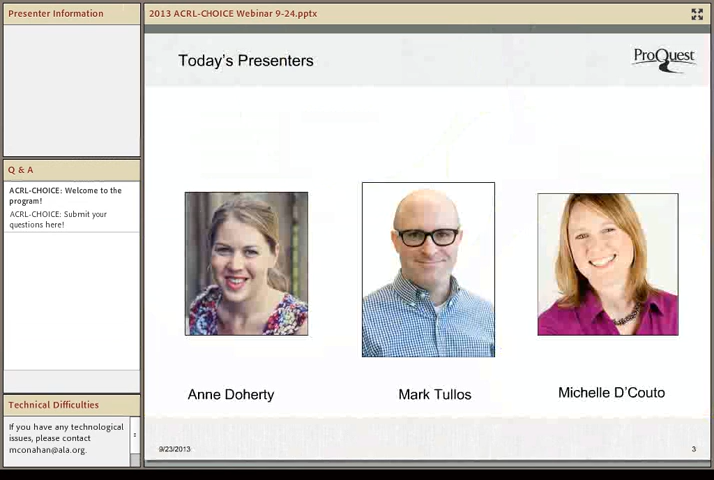 Presenter Information
2013 ACRL-CHOICE Webinar 9-24.pptx
Today's Presenters
ProQuest
Q & A
ACRL-CHOICE: Welcome to the
program!
ACRL-CHOICE: Submit your
questions here!
Anne Doherty
Mark Tullos
Michelle D'Couto
Technical Difficulties
If you have any technological
issues, please contact
mconahan@ala.org.
9/23/2013
3